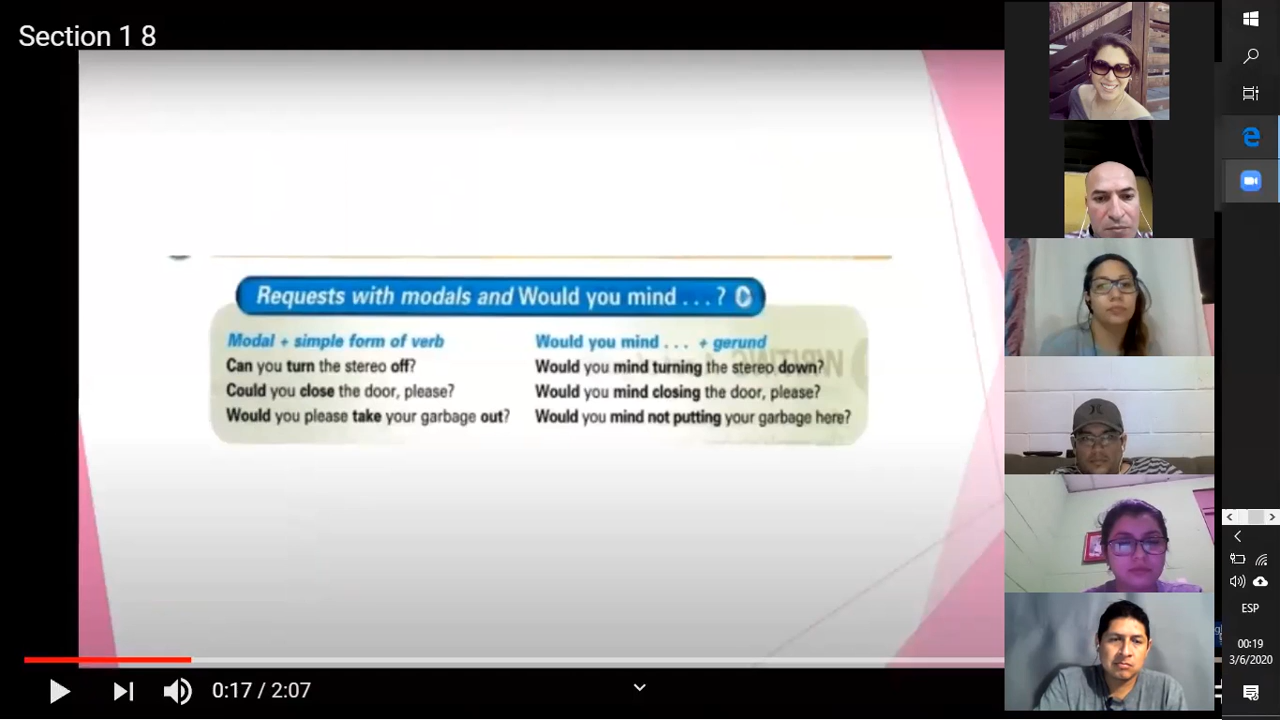 Section 1 8
Requests with modals and Would you mind . . . ?
Modal + simple form of verb
Can you turn the stereo off?
Could you close the door, please?
Would you please take your garbage out?
Would you mind . . . + gerund
Would you mind turning the stereo down?
Would you mind closing the door, please?
Would you mind not putting your garbage here?
0:17 / 2:07
ESP
00:19
3/6/2020